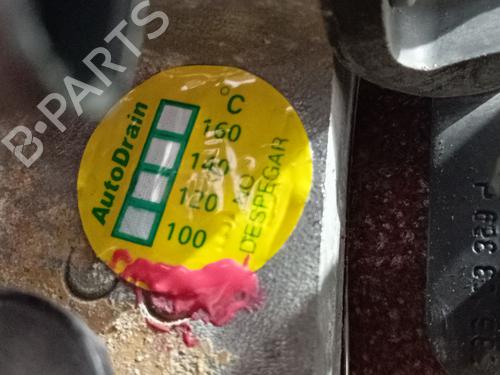 B-PARTS
AutoDrain
°C
160
140
120
100
NO
DESPEGAR